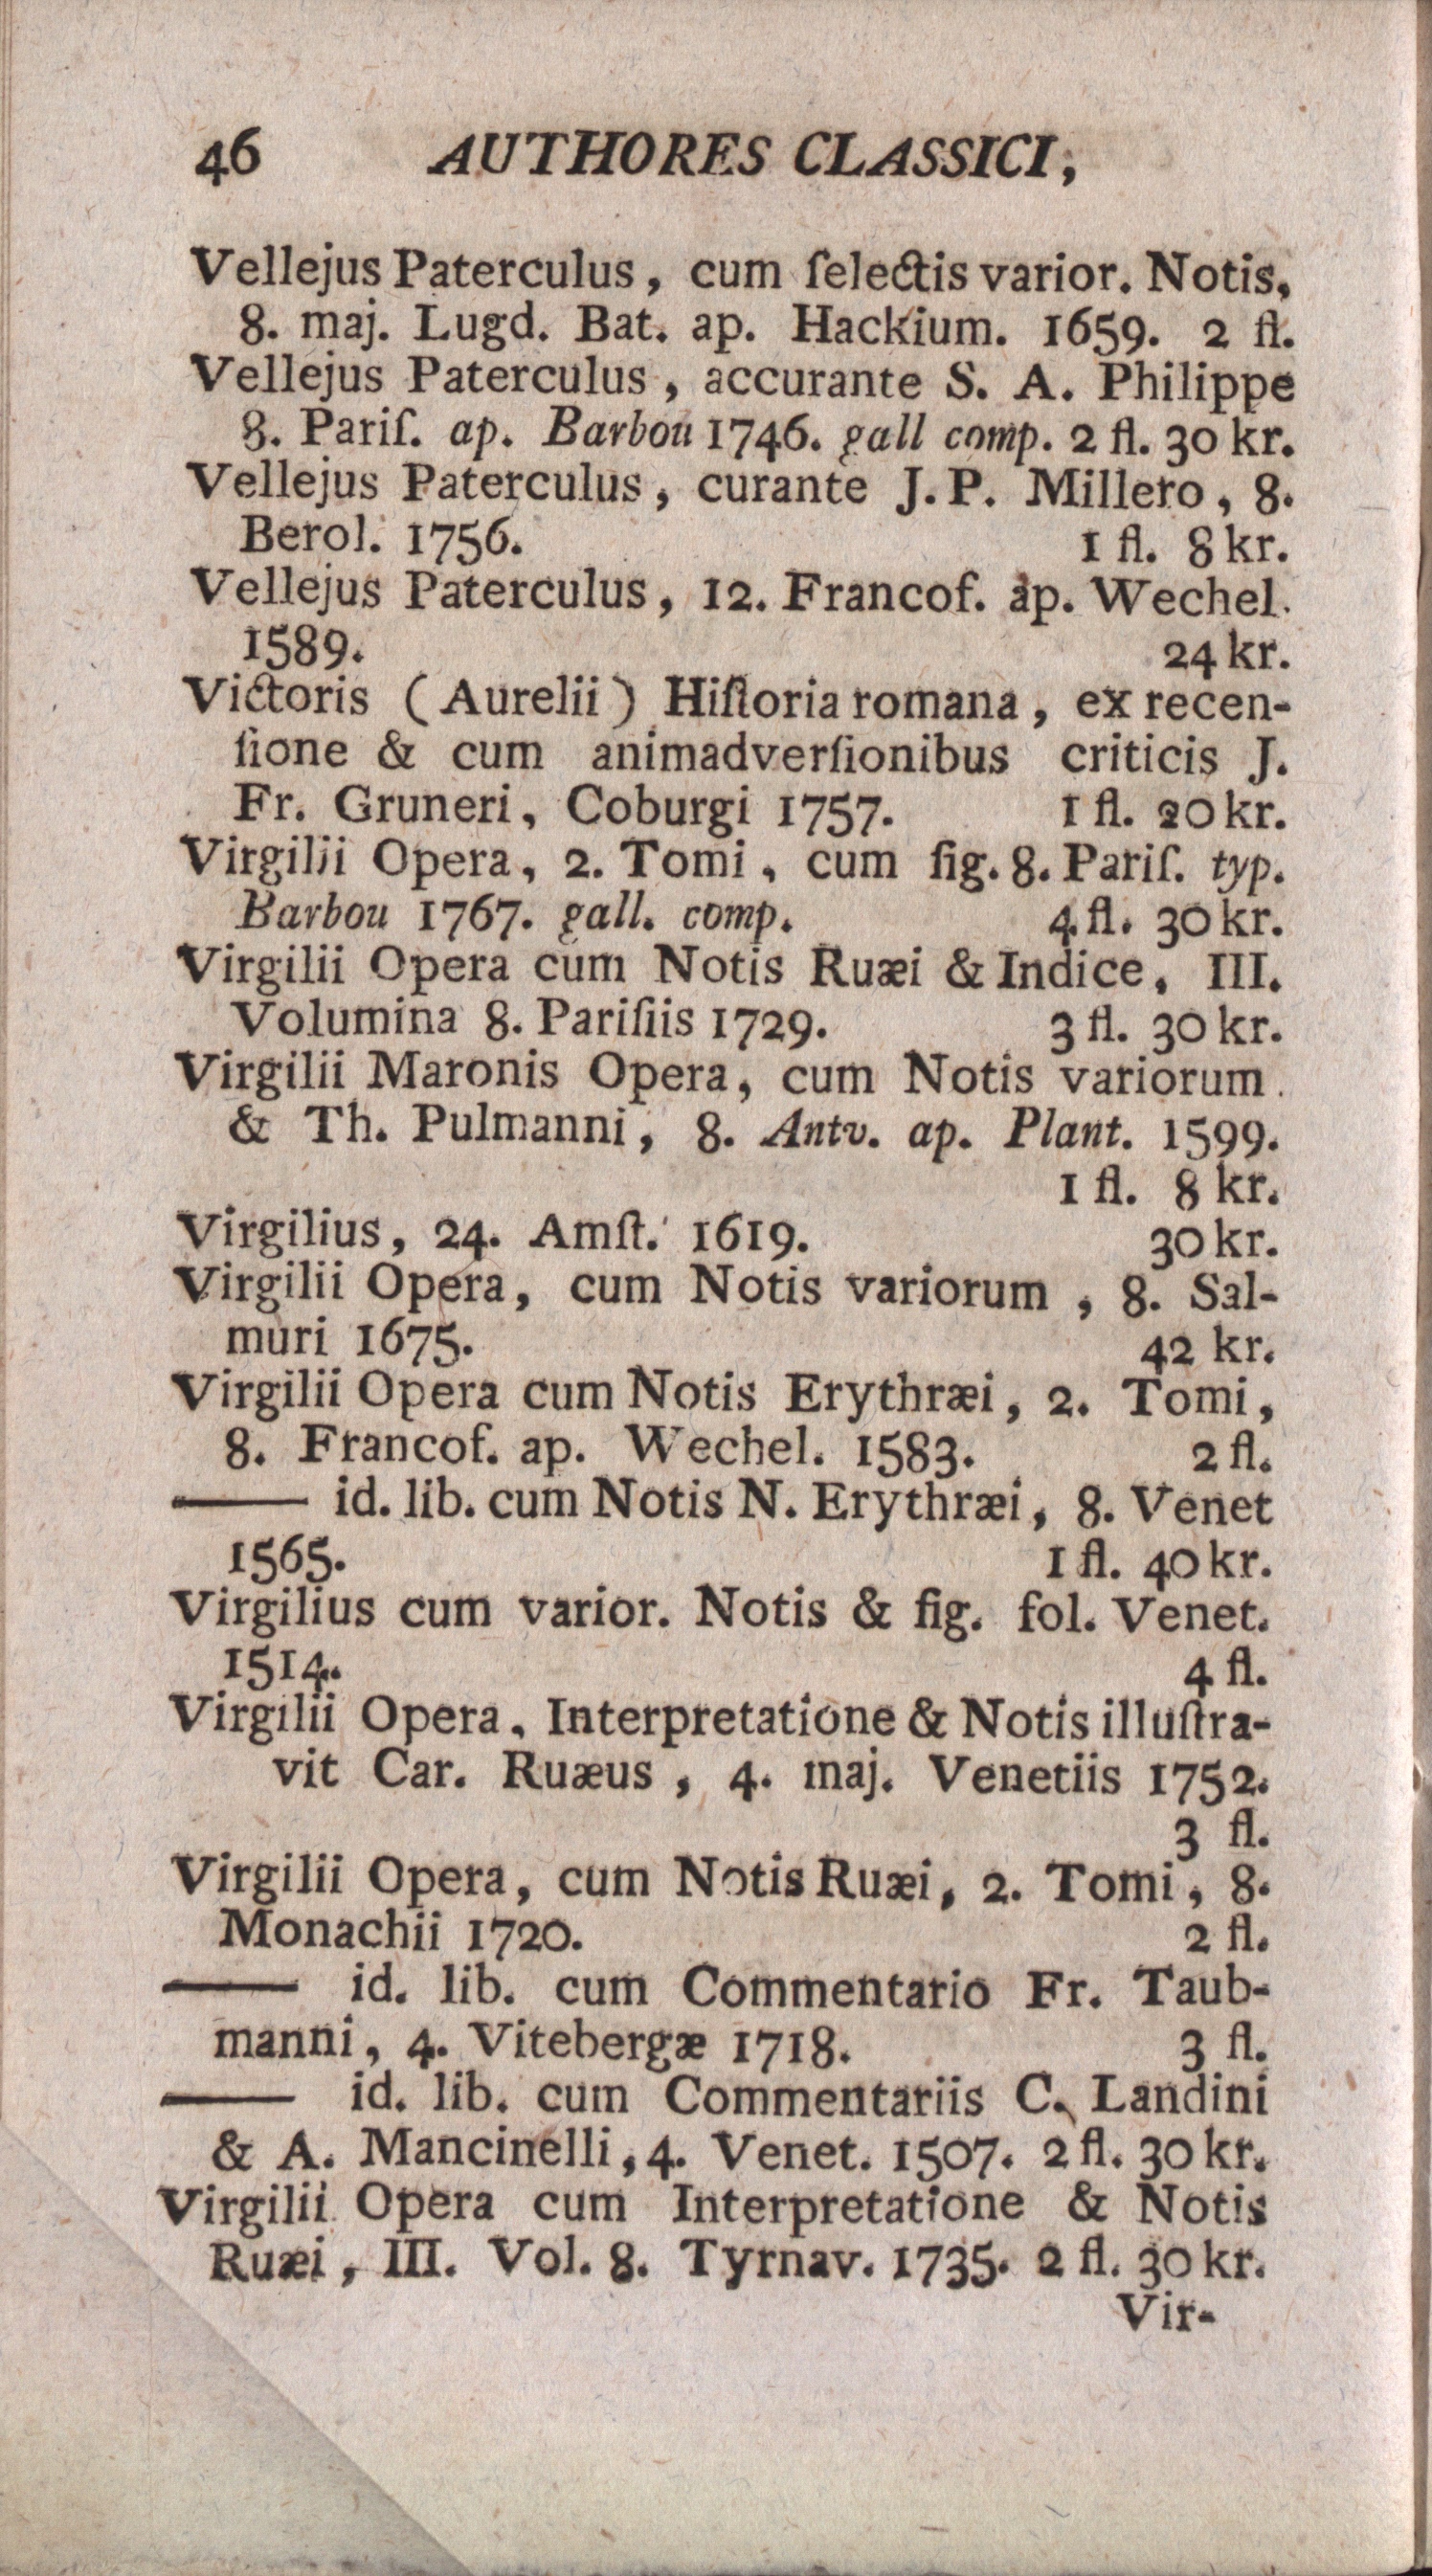 46 AUTHORES CLASSICI,
Vellejus Paterculus, cum ſelectis varior. Notis,
8. maj. Lugd. Bat. ap. Hackium. 1659. 2 fl.
Vellejus Paterculus, accurante S. A. Philippe
8. Pariſ. ap. Barbou 1746. gall comp. 2 fl. 30 kr.
Vellejus Paterculus, curante J. P. Millero, 8.
Berol. 1756. 1 fl. 8 kr.
Vellejus Paterculus, 12. Francof. ap. Wechel.
1589. 24 kr.
Victoris (Aurelii) Hiſtoria romana, ex recen-
ſione & cum animadverſionibus criticis J.
Fr. Gruneri, Coburgi 1757. 1 fl. 20 kr.
Virgilii Opera, 2. Tomi, cum fig. 8. Pariſ. typ.
Barbou 1767. gall. comp. 4 fl. 30 kr.
Virgilii Opera cum Notis Ruæi & Indice, III.
Volumina 8. Pariſiis 1729. 3 fl. 30 kr.
Virgilii Maronis Opera, cum Notis variorum.
& Th. Pulmanni, 8. Antv. ap. Plant. 1599.
1 fl. 8 kr.
Virgilius, 24. Amſt. 1619. 30 kr.
Virgilii Opera, cum Notis variorum, 8. Sal-
muri 1675. 42 kr.
Virgilii Opera cum Notis Erythræi, 2. Tomi,
8. Francof. ap. Wechel. 1583. 2 fl.
—— id. lib. cum Notis N. Erythræi, 8. Venet
1565. 1 fl. 40 kr.
Virgilius cum varior. Notis & fig. fol. Venet.
1514. 4 fl.
Virgilii Opera, Interpretatione & Notis illuſtra-
vit Car. Ruæus, 4. maj. Venetiis 1752.
3 fl.
Virgilii Opera, cum Notis Ruæi, 2. Tomi, 8.
Monachii 1720. 2 fl.
—— id. lib. cum Commentario Fr. Taub-
manni, 4. Vitebergæ 1718. 3 fl.
—— id. lib. cum Commentariis C. Landini
& A. Mancinelli, 4. Venet. 1507. 2 fl. 30 kr.
Virgilii Opera cum Interpretatione & Notis
Ruæi, III. Vol. 8. Tyrnav. 1735. 2 fl. 30 kr.
Vir-